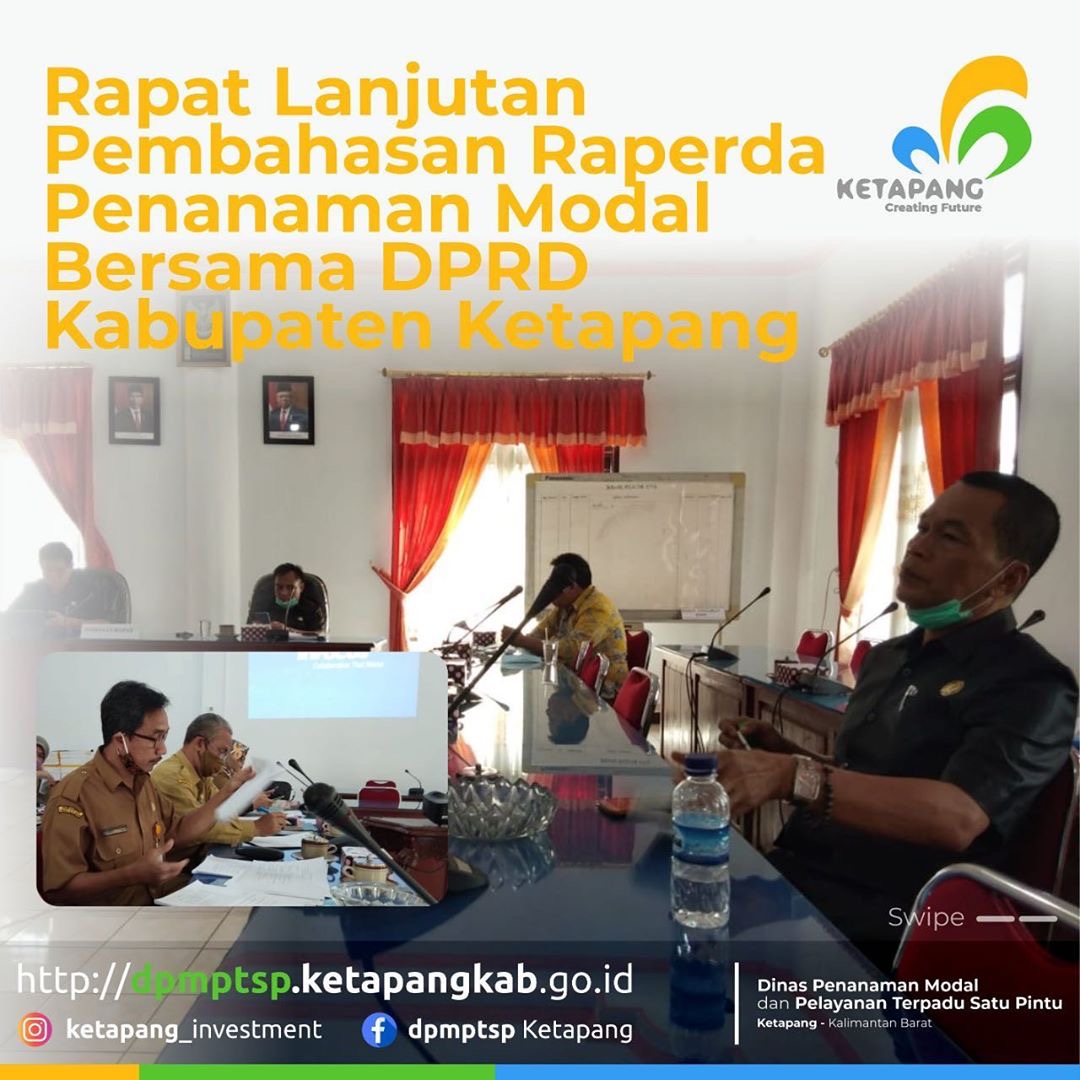 Rapat Lanjutan
Pembahasan Raperda
Penanaman Modal
Bersama DPRD
Kabupaten Ketapang
KETAPANG
Creating Future
Panasonic
Swipe
http://dpmptsp.ketapangkab.go.id
ketapang_investment
dpmptsp Ketapang
Dinas Penanaman Modal
dan Pelayanan Terpadu Satu Pintu
Ketapang - Kalimantan Barat